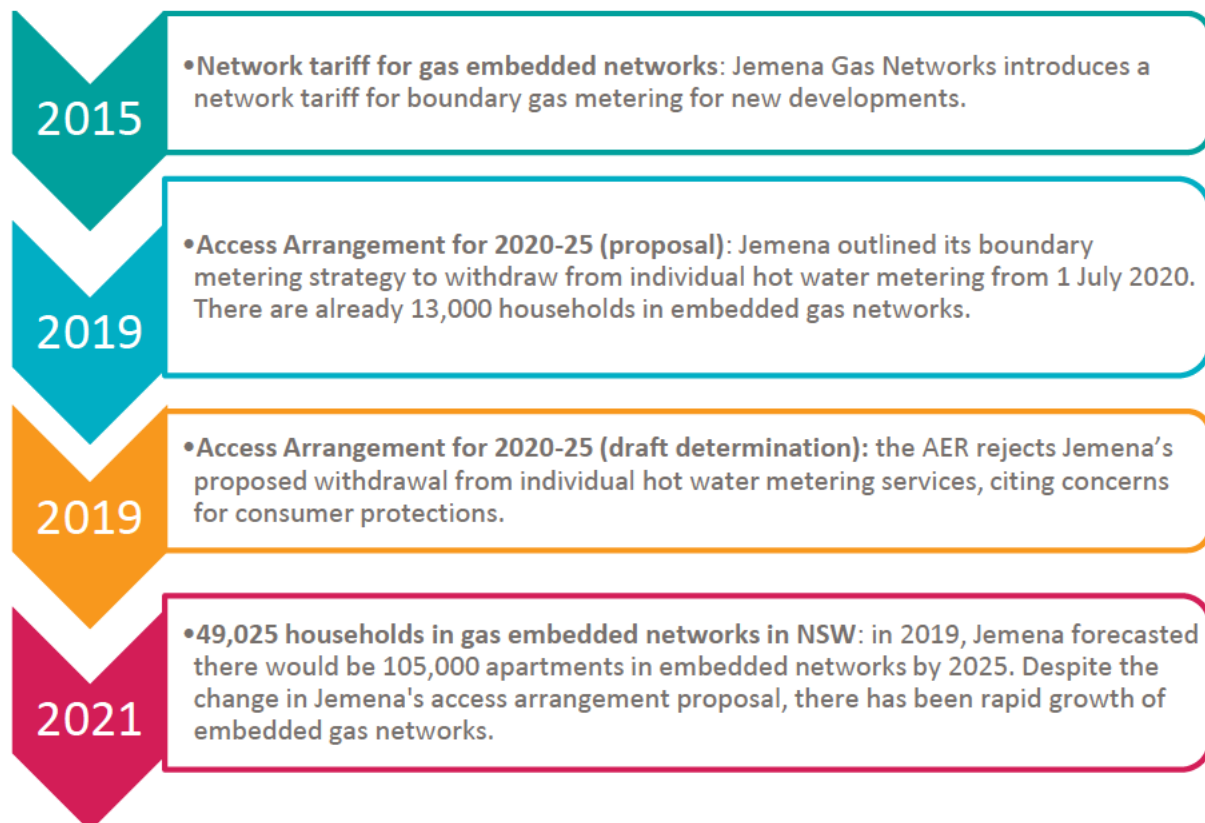 2015
•Network tariff for gas embedded networks: Jemena Gas Networks introduces a
network tariff for boundary gas metering for new developments.
2019
•Access Arrangement for 2020-25 (proposal): Jemena outlined its boundary
metering strategy to withdraw from individual hot water metering from 1 July 2020.
There are already 13,000 households in embedded gas networks.
2019
•Access Arrangement for 2020-25 (draft determination): the AER rejects Jemena’s
proposed withdrawal from individual hot water metering services, citing concerns
for consumer protections.
2021
•49,025 households in gas embedded networks in NSW: in 2019, Jemena forecasted
there would be 105,000 apartments in embedded networks by 2025. Despite the
change in Jemena's access arrangement proposal, there has been rapid growth of
embedded gas networks.